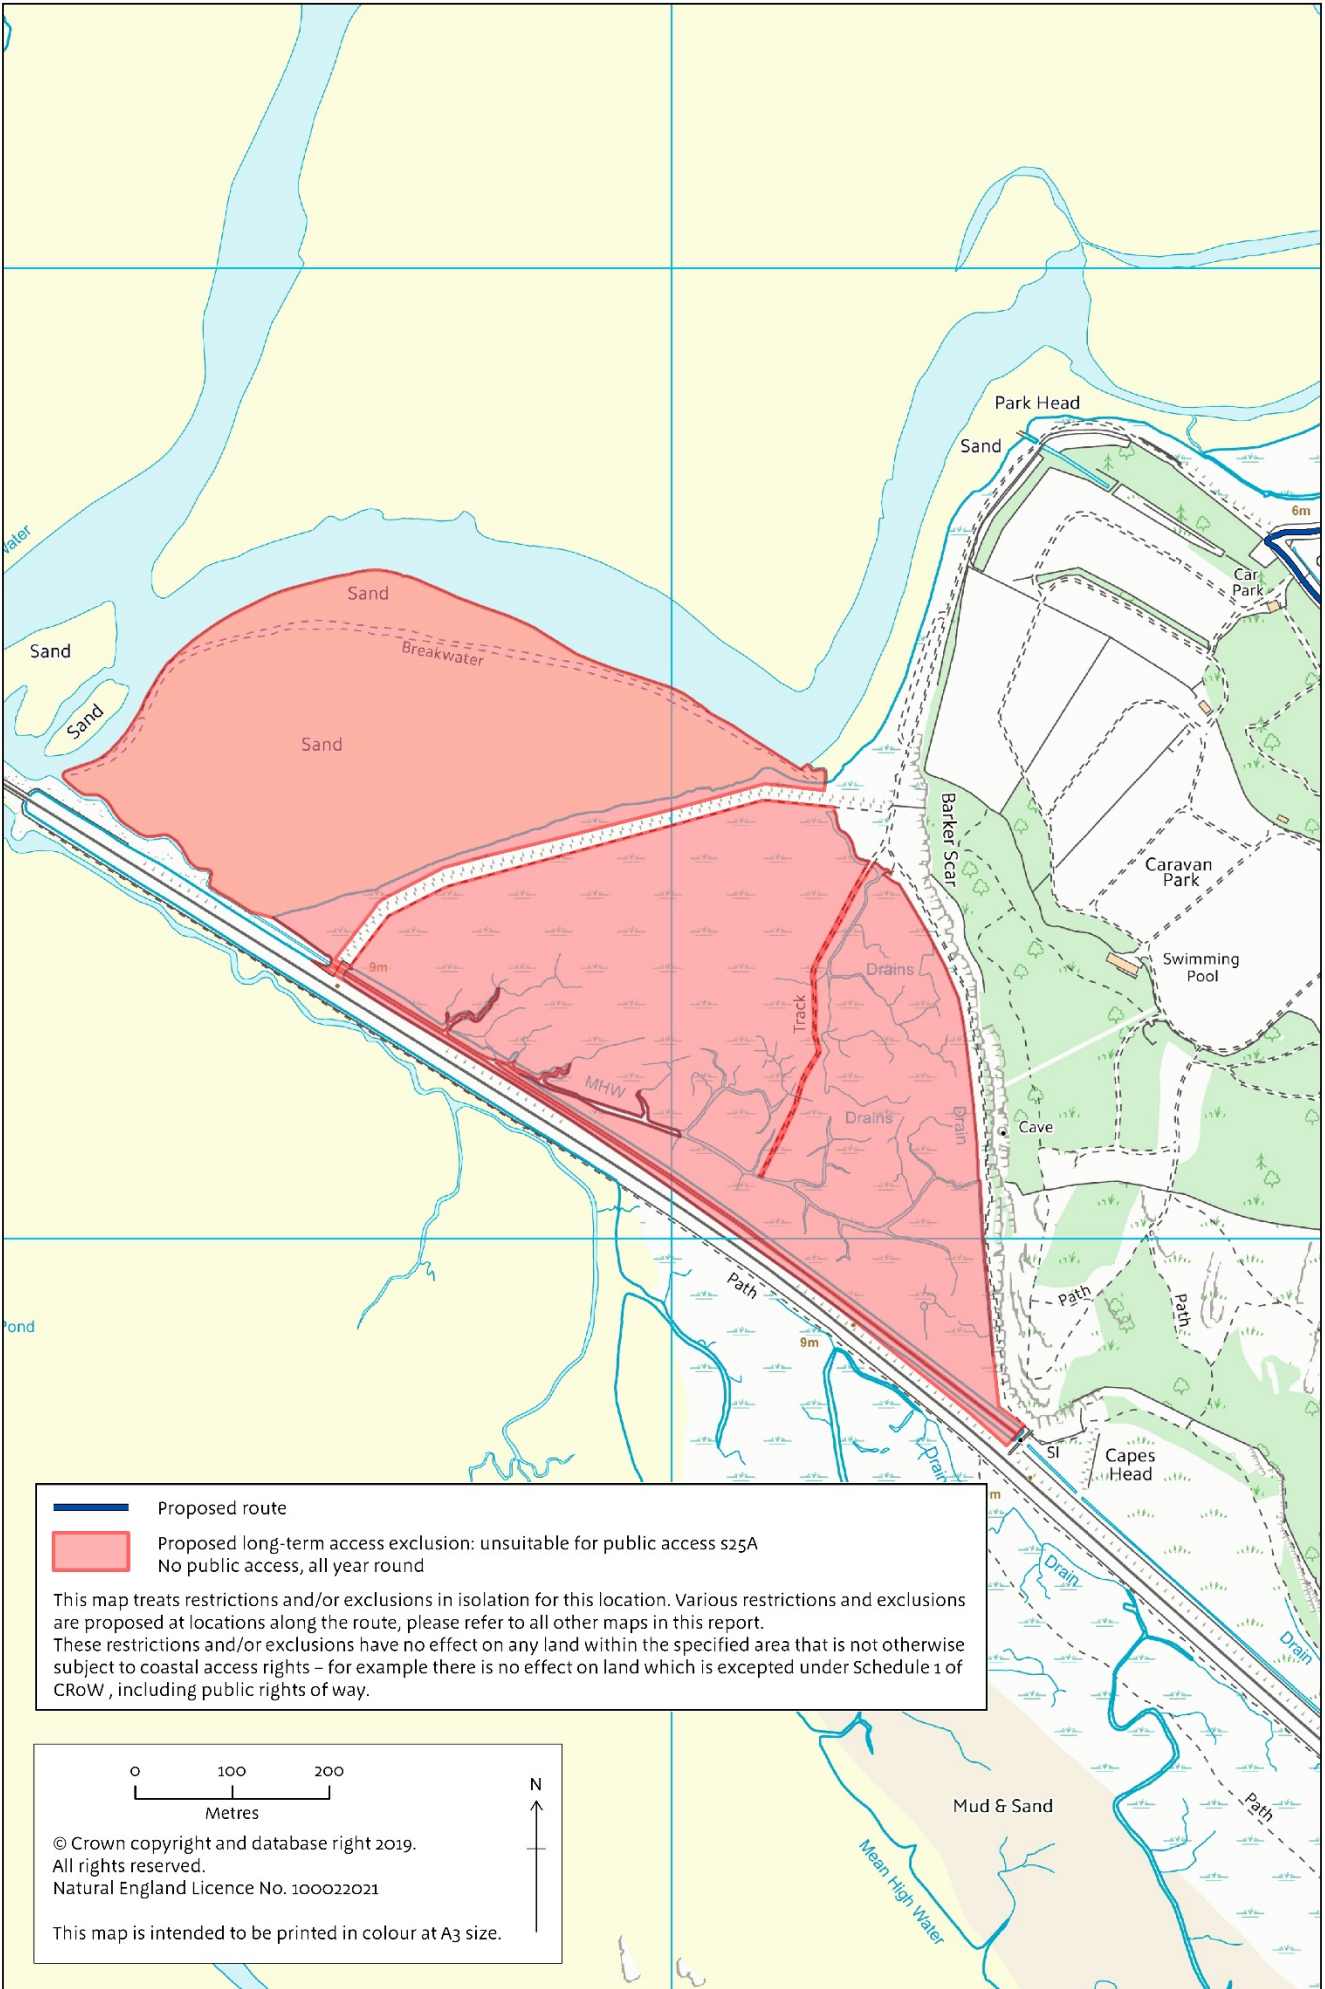 Park Head
Sand
6m
Car
Park
Water
Sand
Sand
Breakwater
Sand
Sand
Barker Scar
Caravan
Park
Swimming
Pool
9m
Drains
Track
MHW
Drains
Drain
Cave
Path
Path
Path
Pond
9m
Drain
SI
Capes
Head
m
Drain
Drain
Proposed route
Proposed long-term access exclusion: unsuitable for public access s25A
No public access, all year round
This map treats restrictions and/or exclusions in isolation for this location. Various restrictions and exclusions
are proposed at locations along the route, please refer to all other maps in this report.
These restrictions and/or exclusions have no effect on any land within the specified area that is not otherwise
subject to coastal access rights – for example there is no effect on land which is excepted under Schedule 1 of
CRoW , including public rights of way.
0 100 200
Metres
N
© Crown copyright and database right 2019.
All rights reserved.
Natural England Licence No. 100022021
This map is intended to be printed in colour at A3 size.
Mud & Sand
Path
Mean High Water